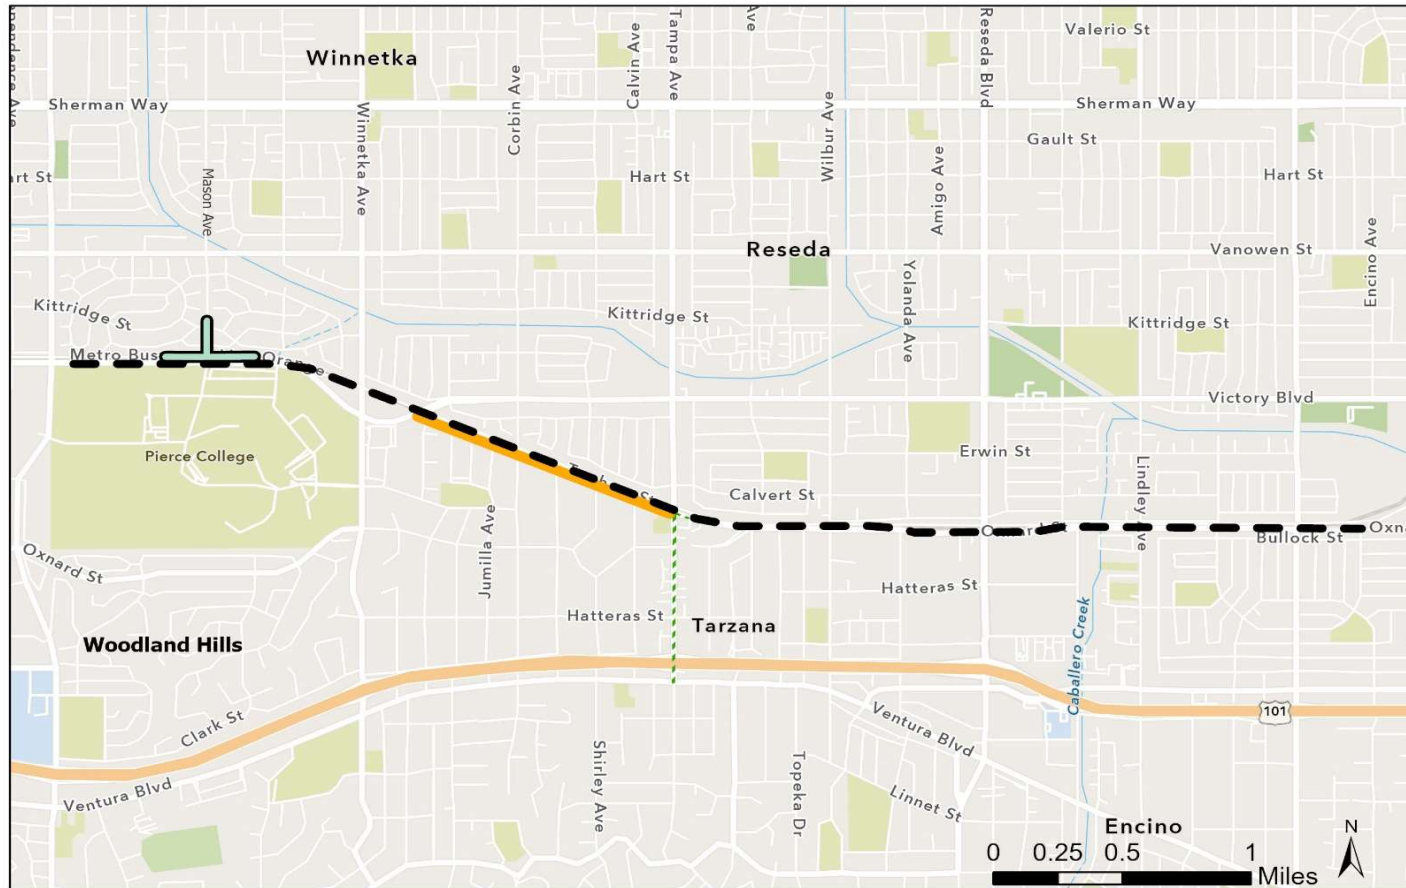 Valerio St
Winnetka
Sherman Way
Sherman Way
Tampa Ave
Reseda Blvd
Calvin Ave
Corbin Ave
Winnetka Ave
Wilbur Ave
Ave
Gault St
Mason Ave
Hart St
Hart St
Amigo Ave
Reseda
Vanowen St
Encino Ave
Yolanda Ave
Kittridge St
Kittridge St
Kittridge St
Metro Bus
Orange
Victory Blvd
Pierce College
Erwin St
Calvert St
Lindley Ave
Jumilla Ave
Bullock St
Oxnard St
Hatteras St
Hatteras St
Tarzana
Woodland Hills
Caballero Creek
101
Clark St
Ventura Blvd
Ventura Blvd
Shirley Ave
Topeka Dr
Linnet St
Encino
N
0 0.25 0.5 1
Miles